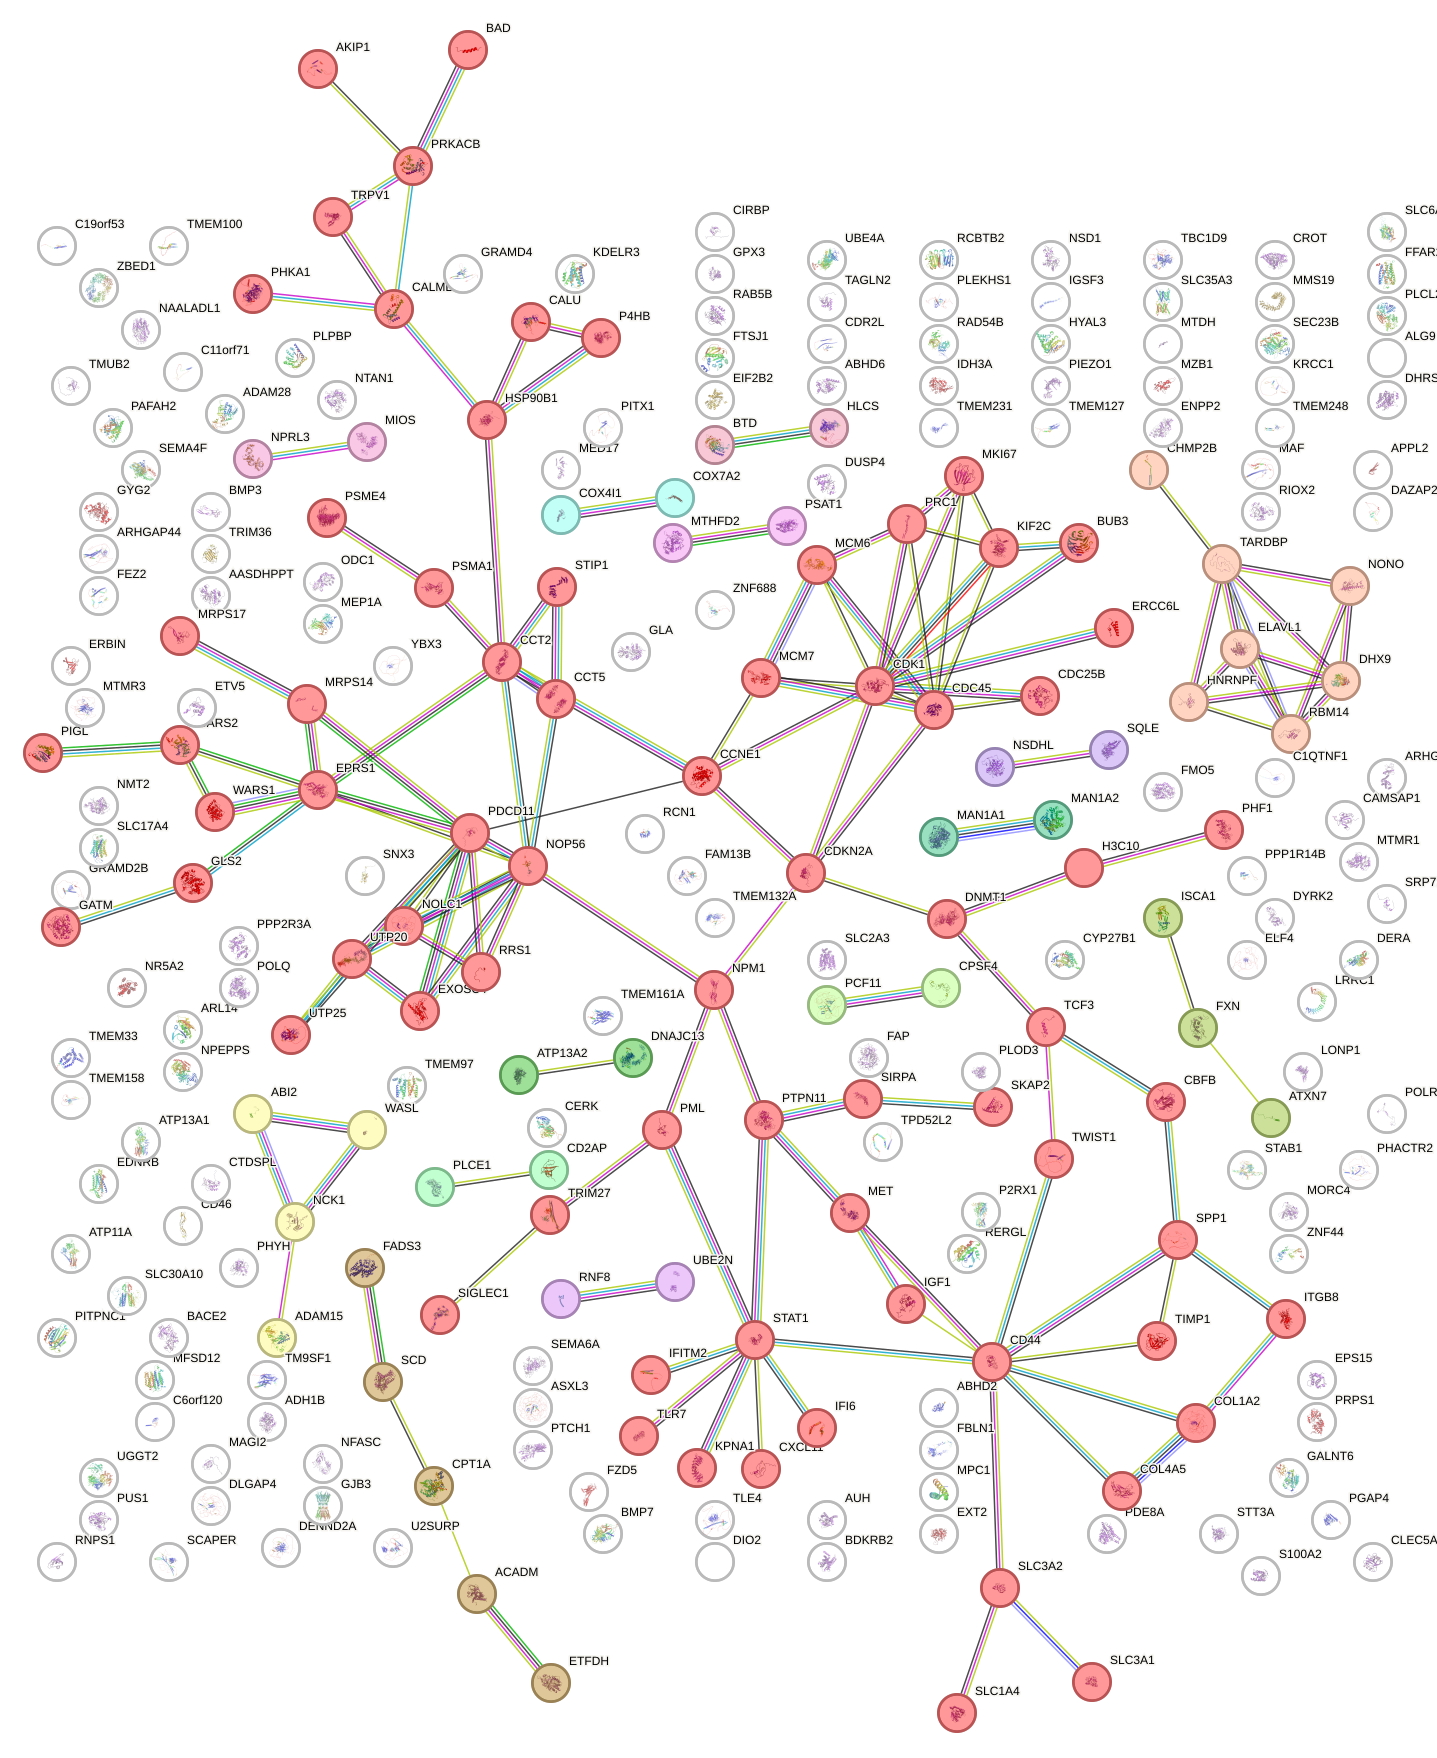 BAD
AKIP1
PRKACB
TRPV1
SLC6A
CIRBP
C19orf53
TMEM100
UBE4A
RCBTB2
NSD1
TBC1D9
CROT
GRAMD4
KDELR3
GPX3
FFAR
ZBED1
PHKA1
TAGLN2
PLEKHS1
IGSF3
SLC35A3
MMS19
CALML
CALU
RAB5B
PLCL
NAALADL1
P4HB
CDR2L
RAD54B
HYAL3
MTDH
SEC23B
PLPBP
FTSJ1
ALG9
C11orf71
TMUB2
ABHD6
IDH3A
PIEZO1
MZB1
KRCC1
NTAN1
EIF2B2
DHRS
ADAM28
HSP90B1
PAFAH2
HLCS
TMEM231
TMEM127
ENPP2
TMEM248
PITX1
MIOS
BTD
NPRL3
SEMA4F
MED17
CHMP2B
MAF
APPL2
MKI67
DUSP4
COX7A2
GYG2
BMP3
COX4I1
RIOX2
DAZAP2
PRC1
PSME4
PSAT1
MTHFD2
ARHGAP44
TRIM36
KIF2C
BUB3
MCM6
TARDBP
ODC1
PSMA1
STIP1
NONO
FEZ2
AASDHPPT
ZNF688
MEP1A
MRPS17
ERCC6L
ELAVL1
YBX3
CCT2
GLA
ERBIN
MCM7
CDK1
DHX9
CCT5
HNRNPF
MTMR3
ETV5
MRPS14
CDC45
CDC25B
RBM14
PIGL
ARS2
SQLE
NSDHL
CCNE1
C1QTNF1
ARHG
EPRS1
FMO5
NMT2
WARS1
CAMSAP1
RCN1
PDCD11
MAN1A2
MAN1A1
PHF1
SLC17A4
NOP56
MTMR1
H3C10
GRAMD2B
GLS2
SNX3
FAM13B
CDKN2A
PPP1R14B
SRP7
TMEM132A
DNMT1
ISCA1
DYRK2
GATM
NOLC1
PPP2R3A
UTP20
RRS1
SLC2A3
CYP27B1
ELF4
DERA
NR5A2
POLQ
NPM1
PCF11
CPSF4
LRRC1
UTP25
TMEM161A
TCF3
FXN
ARL14
TMEM33
NPEPPS
ATP13A2
DNAJC13
FAP
PLOD3
LONP1
TMEM97
SIRPA
SKAP2
CBFB
ATXN7
POLR
TMEM158
ABI2
WASL
PTPN11
CERK
PML
TPD52L2
ATP13A1
TWIST1
STAB1
PHACTR2
CD2AP
EDNRB
CTDSPL
PLCE1
NCK1
TRIM27
MET
P2RX1
MORC4
CD46
SPP1
ATP11A
RERGL
ZNF44
PHYH
FADS3
SLC30A10
UBE2N
RNF8
SIGLEC1
IGF1
ITGB8
PITPNC1
BACE2
ADAM15
STAT1
TIMP1
CD44
SEMA6A
IFITM2
MFSD12
TM9SF1
SCD
EPS15
ABHD2
C6orf120
ADH1B
ASXL3
IFI6
PRPS1
COL1A2
TLR7
FBLN1
PTCH1
MAGI2
NFASC
KPNA1
UGGT2
CPT1A
FZD5
MPC1
COL4A5
GALNT6
DLGAP4
GJB3
PUS1
BMP7
TLE4
AUH
EXT2
PDE8A
STT3A
PGAP4
RNPS1
SCAPER
DENND2A
U2SURP
DIO2
BDKRB2
S100A2
CLEC5A
ACADM
SLC3A2
ETFDH
SLC3A1
SLC1A4